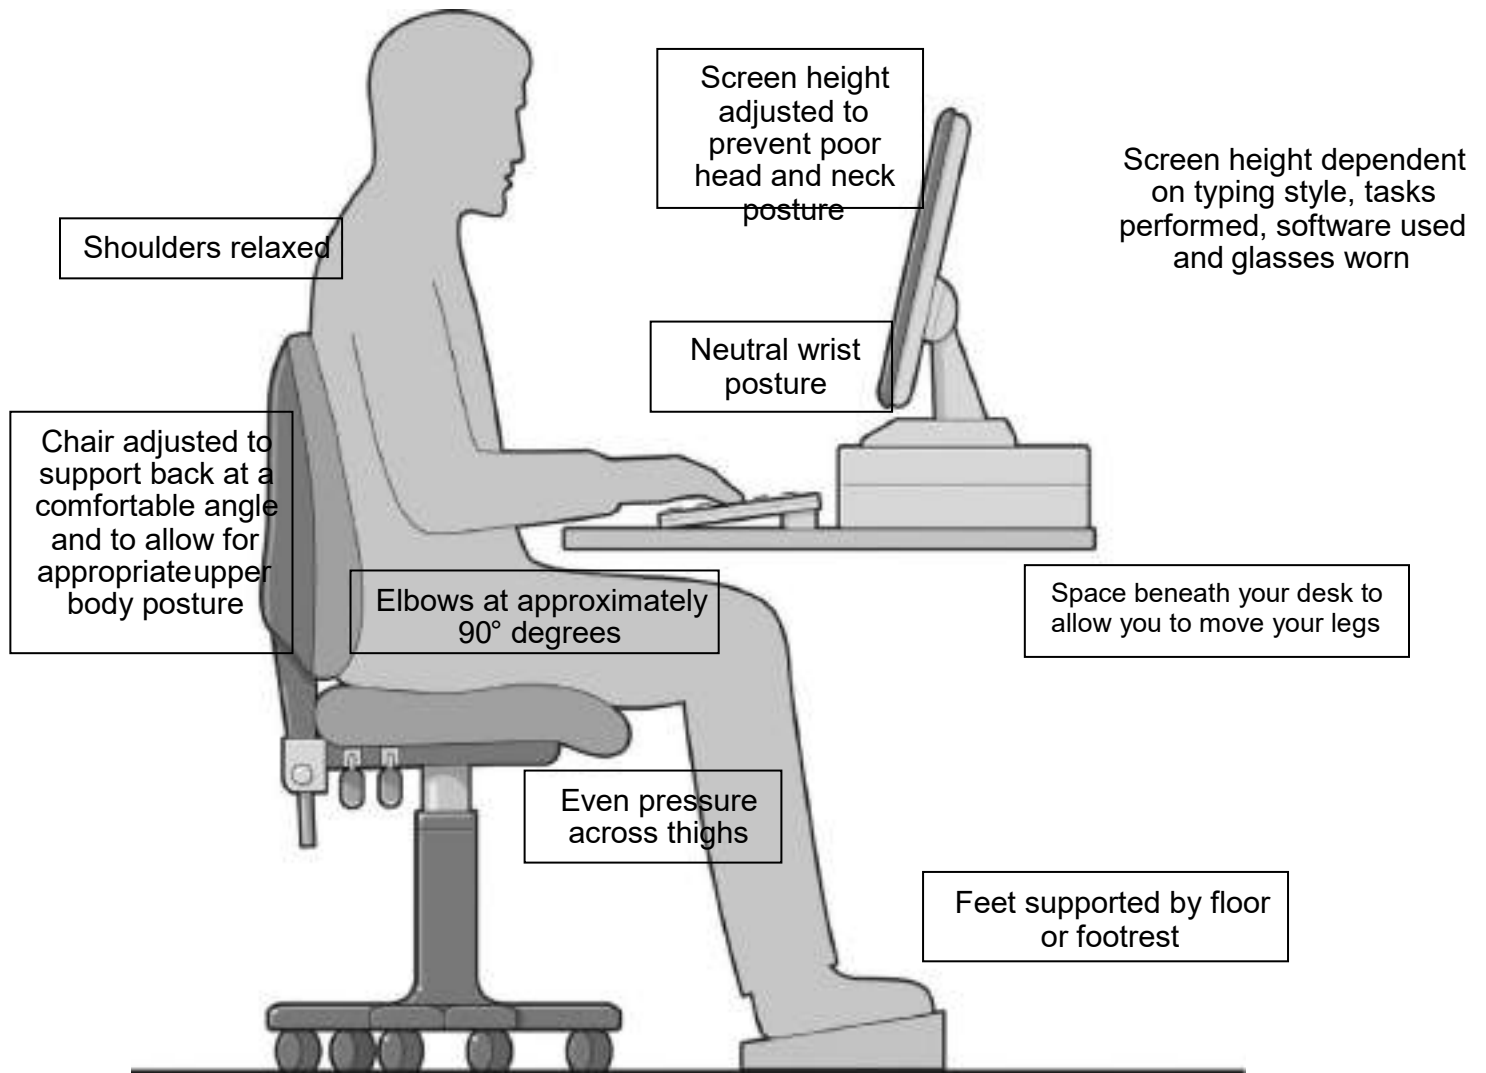 Screen height
adjusted to
prevent poor
head and neck
posture
Screen height dependent
on typing style, tasks
performed, software used
and glasses worn
Shoulders relaxed
Neutral wrist
posture
Chair adjusted to
support back at a
comfortable angle
and to allow for
appropriateupper
body posture
Elbows at approximately
90° degrees
Space beneath your desk to
allow you to move your legs
Even pressure
across thighs
Feet supported by floor
or footrest